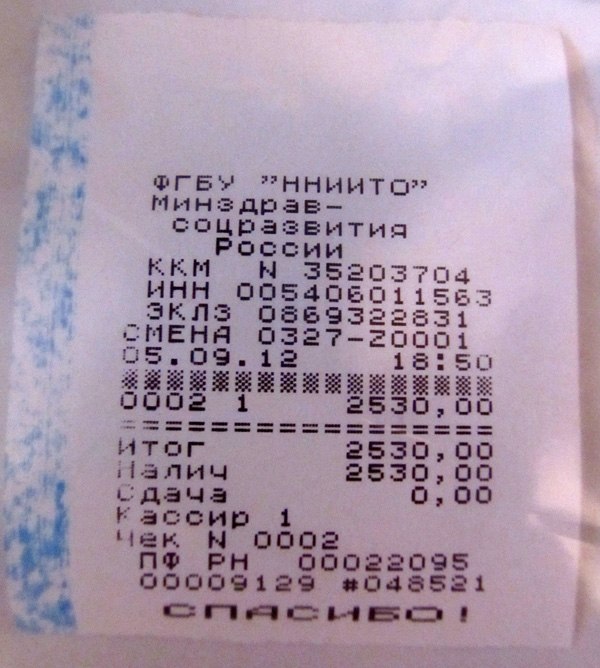 ФГБУ "ННИИТО"
минздрав-
соцразвития
России
ККМ N 35203704
ИНН 005406011563
ЭКЛЗ 0869322831
СМЕНА 0327-Z0001
05.09.12 18:50
0002 1 2530,00
==================
итог 2530,00
Налич 2530,00
Сдача 0,00
Кассир 1
Чек N 0002
ПФ РН 00022095
00009129 #048521
СПАСИБО!